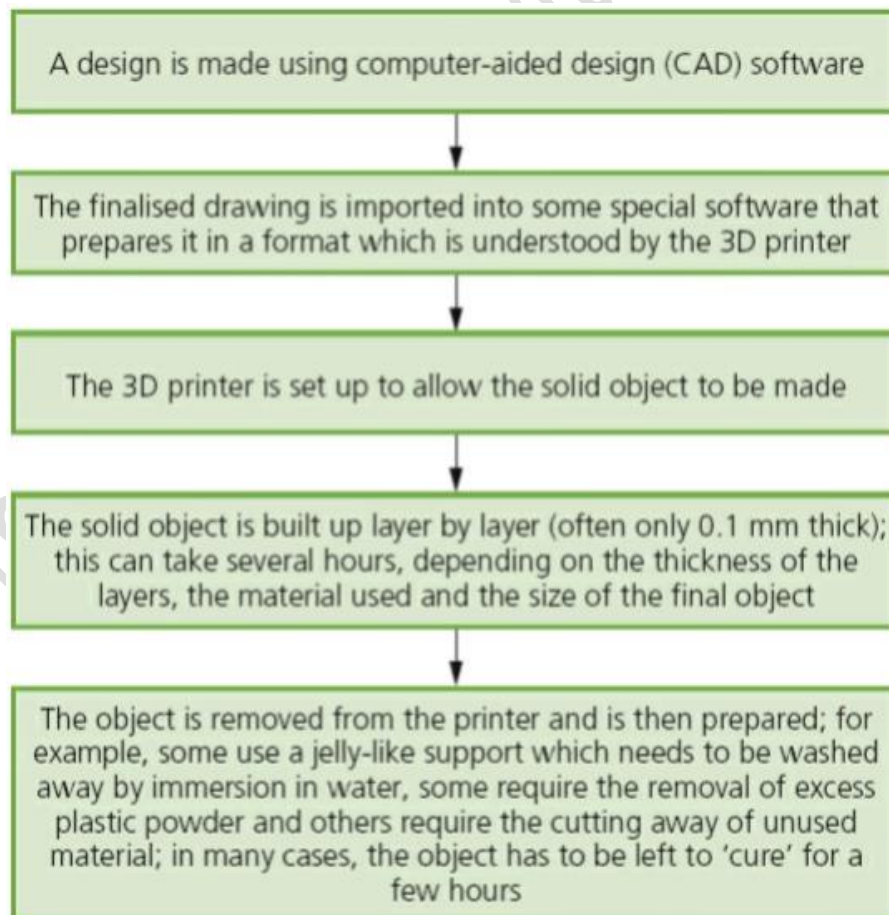 A design is made using computer-aided design (CAD) software
The finalised drawing is imported into some special software that
prepares it in a format which is understood by the 3D printer
The 3D printer is set up to allow the solid object to be made
The solid object is built up layer by layer (often only 0.1 mm thick);
this can take several hours, depending on the thickness of the
layers, the material used and the size of the final object
The object is removed from the printer and is then prepared; for
example, some use a jelly-like support which needs to be washed
away by immersion in water, some require the removal of excess
plastic powder and others require the cutting away of unused
material; in many cases, the object has to be left to ‘cure’ for a
few hours